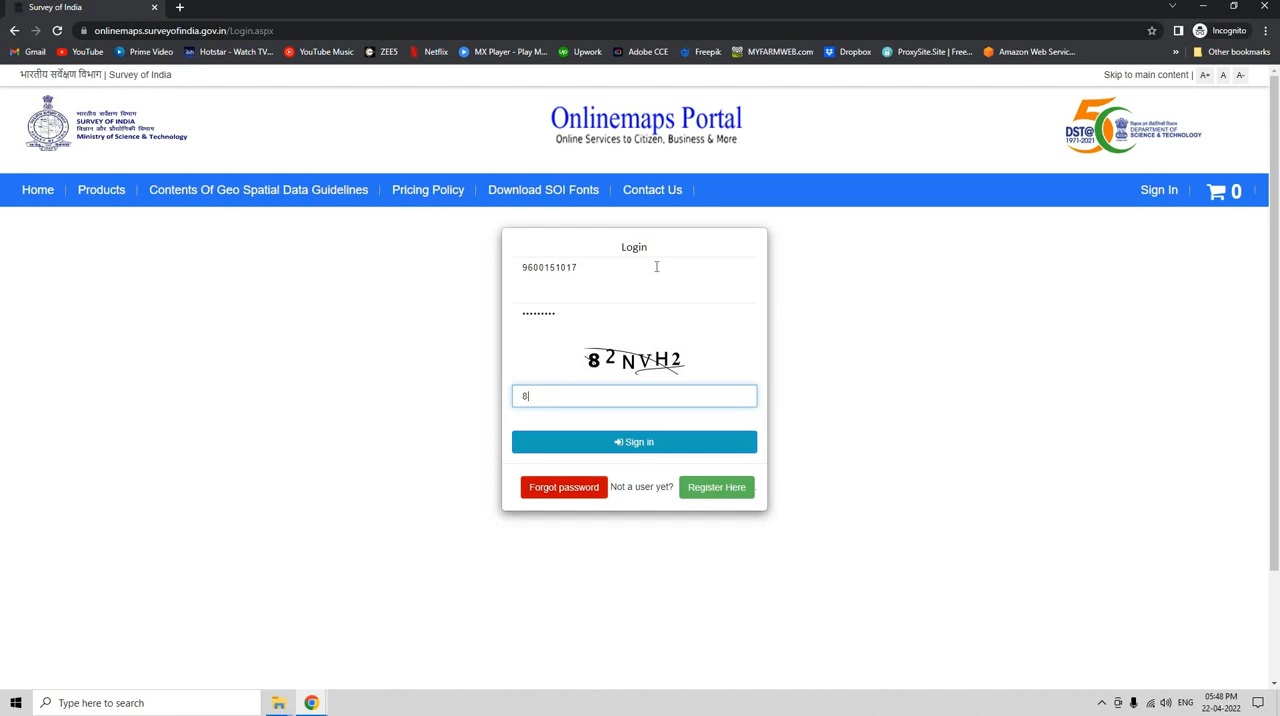 Survey of India
onlinemaps.surveyofindia.gov.in/Login.aspx
Incognito
Gmail YouTube Prime Video Hotstar - Watch TV... YouTube Music ZEE5 Netflix MX Player - Play M... Upwork Adobe CCE Freepik MYFARMWEB.com Dropbox ProxySite.Site | Free... Amazon Web Servic... » Other bookmarks
भारतीय सर्वेक्षण विभाग | Survey of India
Skip to main content | A+ A A-
भारतीय सर्वेक्षण विभाग
SURVEY OF INDIA
विज्ञान और प्रौद्योगिकी मंत्रालय
Ministry of Science & Technology
Onlinemaps Portal
Online Services to Citizen, Business & More
DST@50
1971-2021
DEPARTMENT OF
SCIENCE & TECHNOLOGY
Home Products Contents Of Geo Spatial Data Guidelines Pricing Policy Download SOI Fonts Contact Us Sign In 0
Login
9600151017
•••••••••
8 2 N V H 2
8
Sign in
Forgot password Not a user yet? Register Here
Type here to search
ENG
05:48 PM
22-04-2022